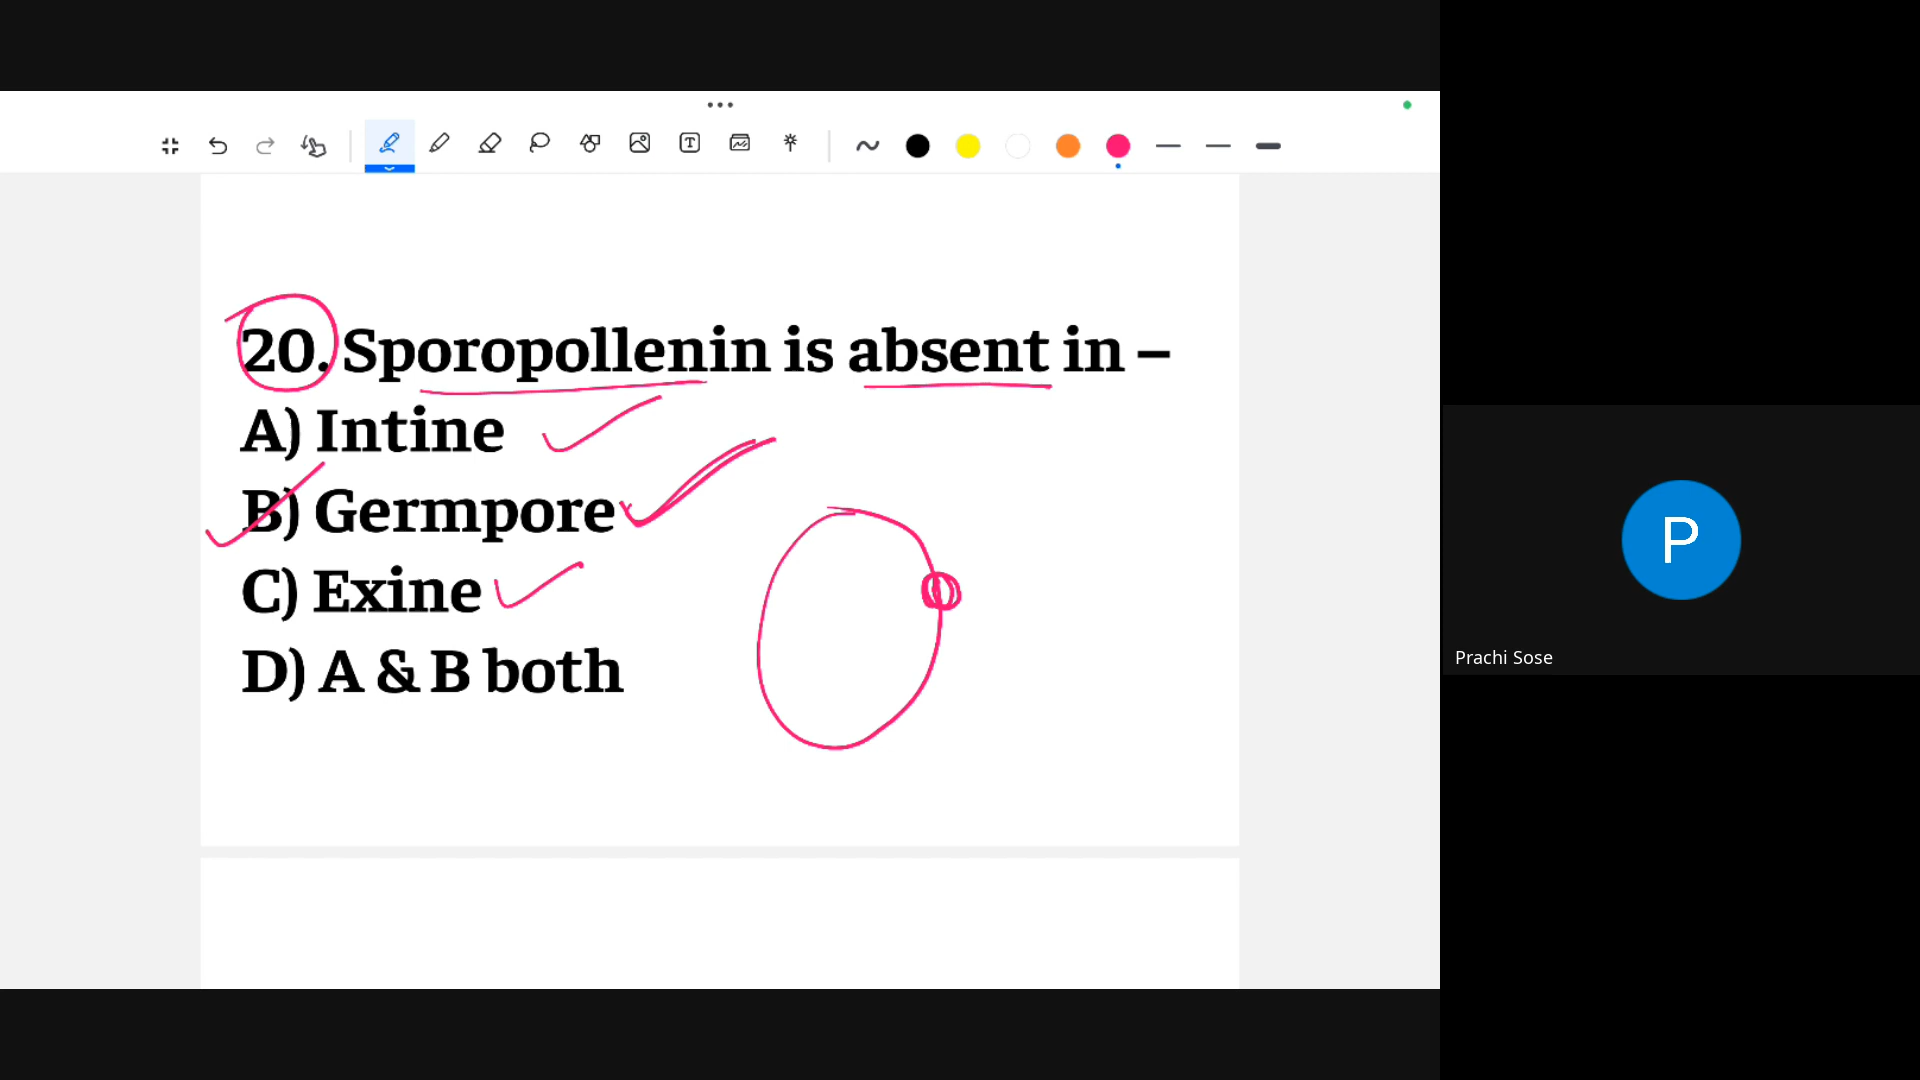 20. Sporopollenin is absent in –
A) Intine
B) Germpore
C) Exine
D) A & B both
P
Prachi Sose